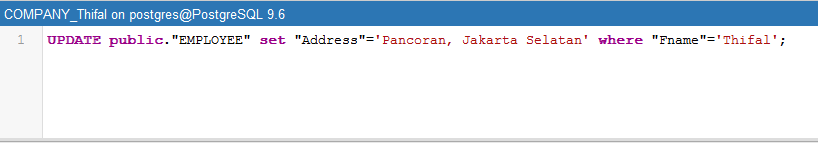 COMPANY_Thifal on postgres@PostgreSQL 9.6
1 UPDATE public."EMPLOYEE" set "Address"='Pancoran, Jakarta Selatan' where "Fname"='Thifal';